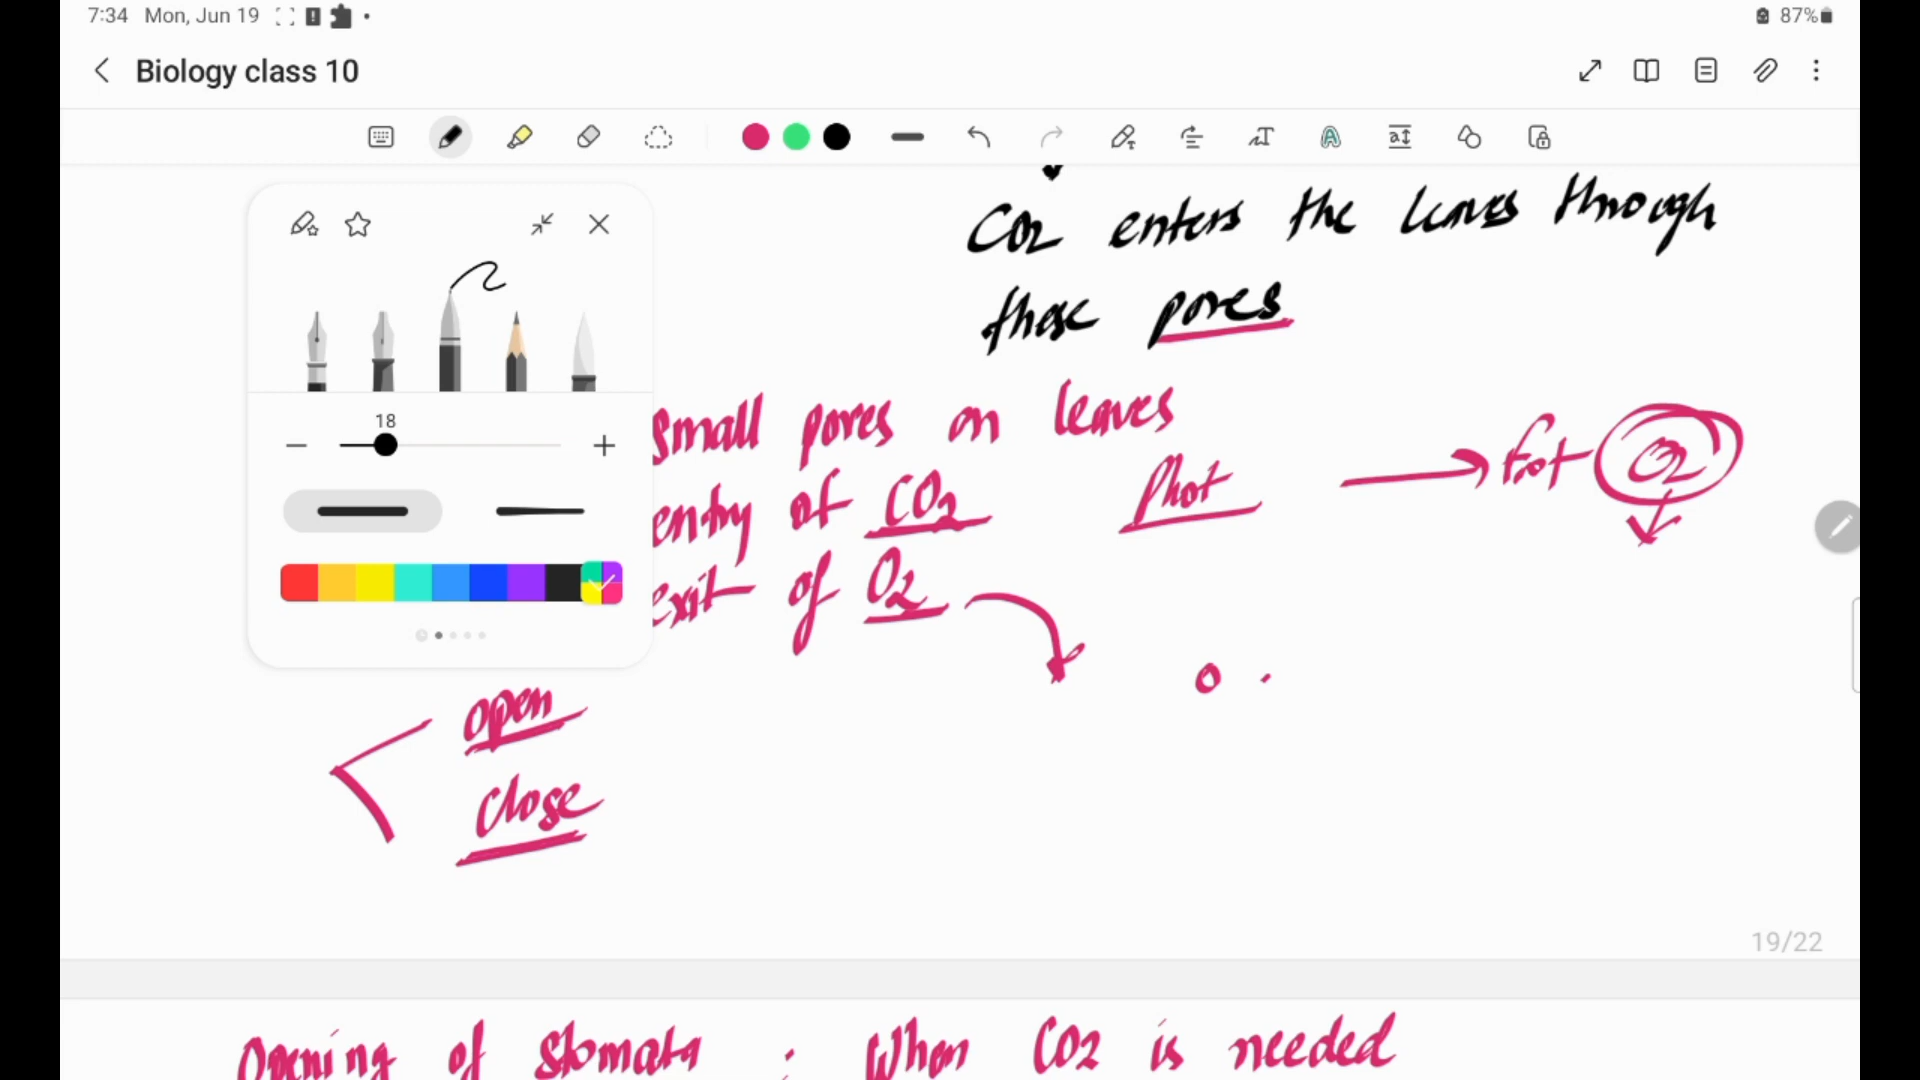 7:34 Mon, Jun 19
87%
Biology class 10
CO2 enters the leaves through
these pores
18
small pores on leaves
entry of CO2
Phot
O2
exit of O2
open
close
19/22
Opening of stomata : When CO2 is needed